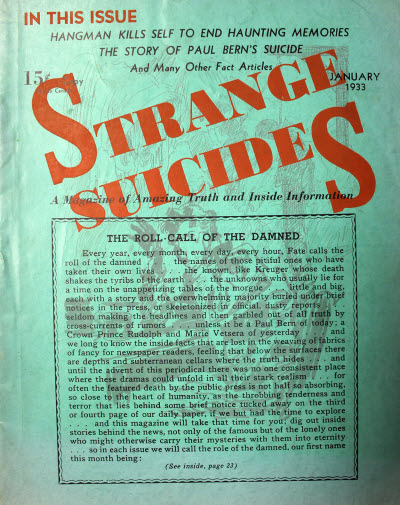 IN THIS ISSUE
HANGMAN KILLS SELF TO END HAUNTING MEMORIES
THE STORY OF PAUL BERN'S SUICIDE
And Many Other Fact Articles
15¢
JANUARY
1933
STRANGE
SUICIDES
A Magazine of Amazing Truth and Inside Information
THE ROLL-CALL OF THE DAMNED
Every year, every month, every day, every hour, Fate calls the
roll of the damned . . . the names of those pitiful ones who have
taken their own lives . . . the known, like Kreuger whose death
shakes the tribes of the earth . . . the unknowns who usually lie for
a time on the unappetizing tables of the morgue . . . little and big,
each with a story and the overwhelming majority buried under brief
notices in the press, or skeletonized in official, dusty reports . . .
seldom making the headlines and then garbled out of all truth by
cross-currents of rumors . . . unless it be a Paul Bern of today; a
Crown Prince Rudolph and Marie Vetsera of yesterday . . . and
we long to know the inside facts that are lost in the weaving of fabrics
of fancy for newspaper readers, feeling that below the surfaces there
are depths and subterranean cellars where the truth hides . . . and
until the advent of this periodical there was no one consistent place
where these dramas could unfold in all their stark realism . . . for
often the featured death by the public press is not half so absorbing,
so close to the heart of humanity, as the throbbing tenderness and
terror that lies behind some brief notice tucked away on the third
or fourth page of our daily paper, if we but had the time to explore
. . . and this magazine will take that time for you; dig out inside
stories behind the news, not only of the famous but of the lonely ones
who might otherwise carry their mysteries with them into eternity
. . . so in each issue we will call the role of the damned, our first name
this month being:
(See inside, page 23)